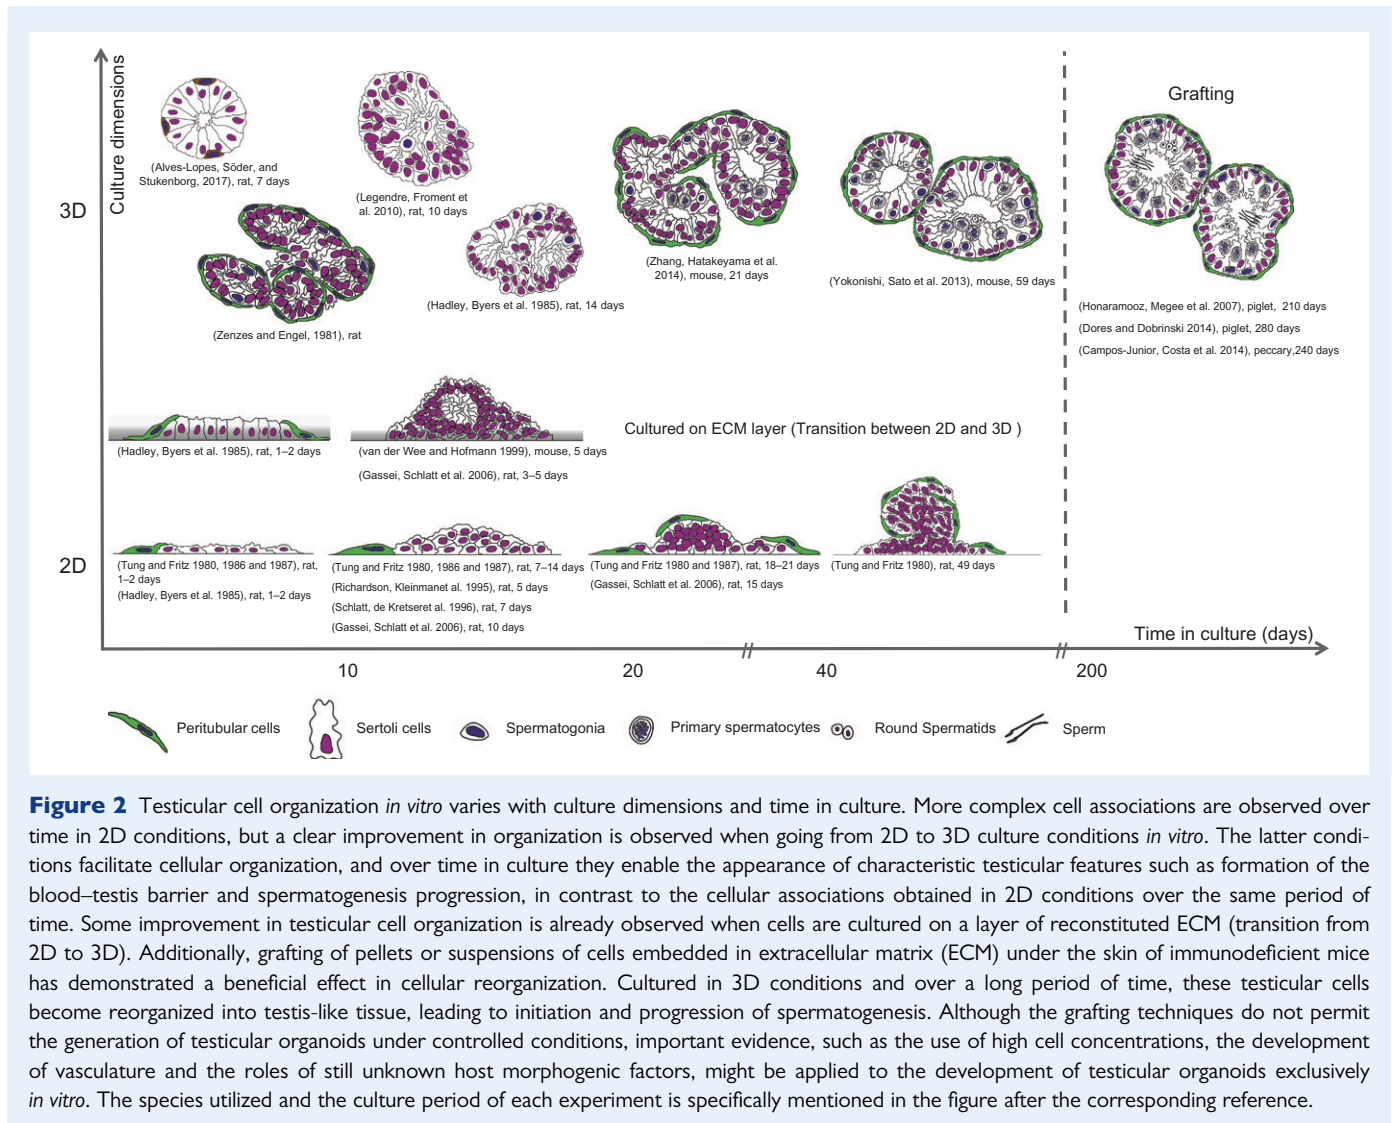 Culture dimensions
Grafting
(Alves-Lopes, Söder, and
Stukenborg, 2017), rat, 7 days
(Legendre, Froment et
al. 2010), rat, 10 days
3D
(Zhang, Hatakeyama et al.
2014), mouse, 21 days
(Yokonishi, Sato et al. 2013), mouse, 59 days
(Hadley, Byers et al. 1985), rat, 14 days
(Zenzes and Engel, 1981), rat
(Honaramooz, Megee et al. 2007), piglet, 210 days
(Dores and Dobrinski 2014), piglet, 280 days
(Campos-Junior, Costa et al. 2014), peccary,240 days
Cultured on ECM layer (Transition between 2D and 3D )
(Hadley, Byers et al. 1985), rat, 1–2 days
(van der Wee and Hofmann 1999), mouse, 5 days
(Gassei, Schlatt et al. 2006), rat, 3–5 days
2D
(Tung and Fritz 1980, 1986 and 1987), rat,
1–2 days
(Hadley, Byers et al. 1985), rat, 1–2 days
(Tung and Fritz 1980, 1986 and 1987), rat, 7–14 days
(Richardson, Kleinmanet al. 1995), rat, 5 days
(Schlatt, de Kretseret al. 1996), rat, 7 days
(Gassei, Schlatt et al. 2006), rat, 10 days
(Tung and Fritz 1980 and 1987), rat, 18–21 days
(Gassei, Schlatt et al. 2006), rat, 15 days
(Tung and Fritz 1980), rat, 49 days
Time in culture (days)
10 20 40 200
Peritubular cells Sertoli cells Spermatogonia Primary spermatocytes Round Spermatids Sperm
Figure 2 Testicular cell organization in vitro varies with culture dimensions and time in culture. More complex cell associations are observed over
time in 2D conditions, but a clear improvement in organization is observed when going from 2D to 3D culture conditions in vitro. The latter condi-
tions facilitate cellular organization, and over time in culture they enable the appearance of characteristic testicular features such as formation of the
blood–testis barrier and spermatogenesis progression, in contrast to the cellular associations obtained in 2D conditions over the same period of
time. Some improvement in testicular cell organization is already observed when cells are cultured on a layer of reconstituted ECM (transition from
2D to 3D). Additionally, grafting of pellets or suspensions of cells embedded in extracellular matrix (ECM) under the skin of immunodeficient mice
has demonstrated a beneficial effect in cellular reorganization. Cultured in 3D conditions and over a long period of time, these testicular cells
become reorganized into testis-like tissue, leading to initiation and progression of spermatogenesis. Although the grafting techniques do not permit
the generation of testicular organoids under controlled conditions, important evidence, such as the use of high cell concentrations, the development
of vasculature and the roles of still unknown host morphogenic factors, might be applied to the development of testicular organoids exclusively
in vitro. The species utilized and the culture period of each experiment is specifically mentioned in the figure after the corresponding reference.